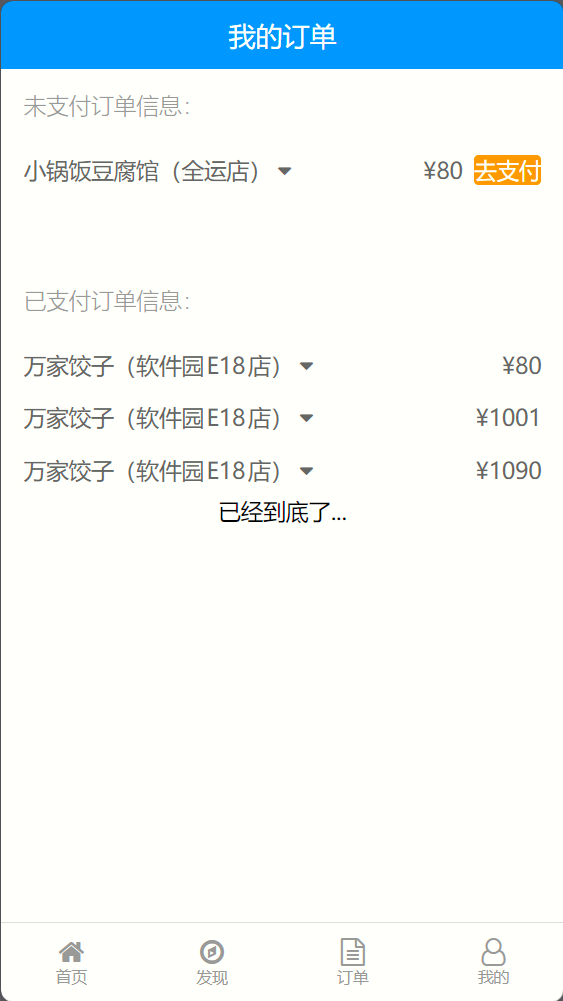 我的订单
未支付订单信息：
小锅饭豆腐馆（全运店） ¥80 去支付
已支付订单信息：
万家饺子（软件园E18店） ¥80
万家饺子（软件园E18店） ¥1001
万家饺子（软件园E18店） ¥1090
已经到底了...
首页 发现 订单 我的